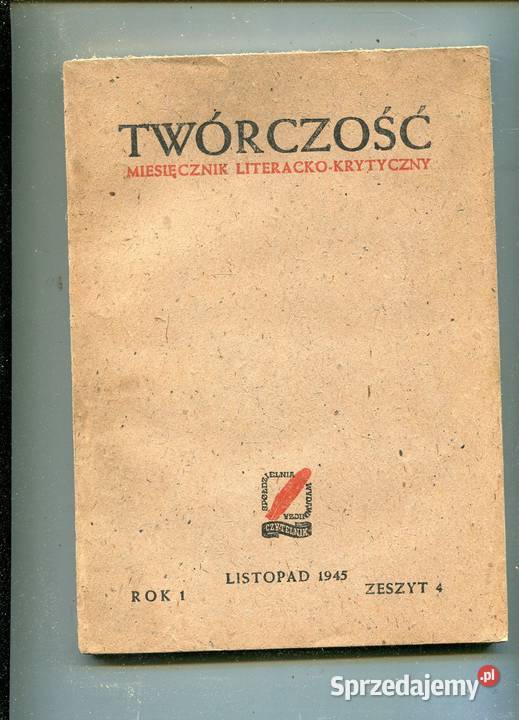 TWÓRCZOŚĆ
MIESIĘCZNIK LITERACKO-KRYTYCZNY
SPÓŁDZIELNIA
WYDAWNICZA
CZYTELNIK
LISTOPAD 1945
ROK 1
ZESZYT 4
Sprzedajemy.pl